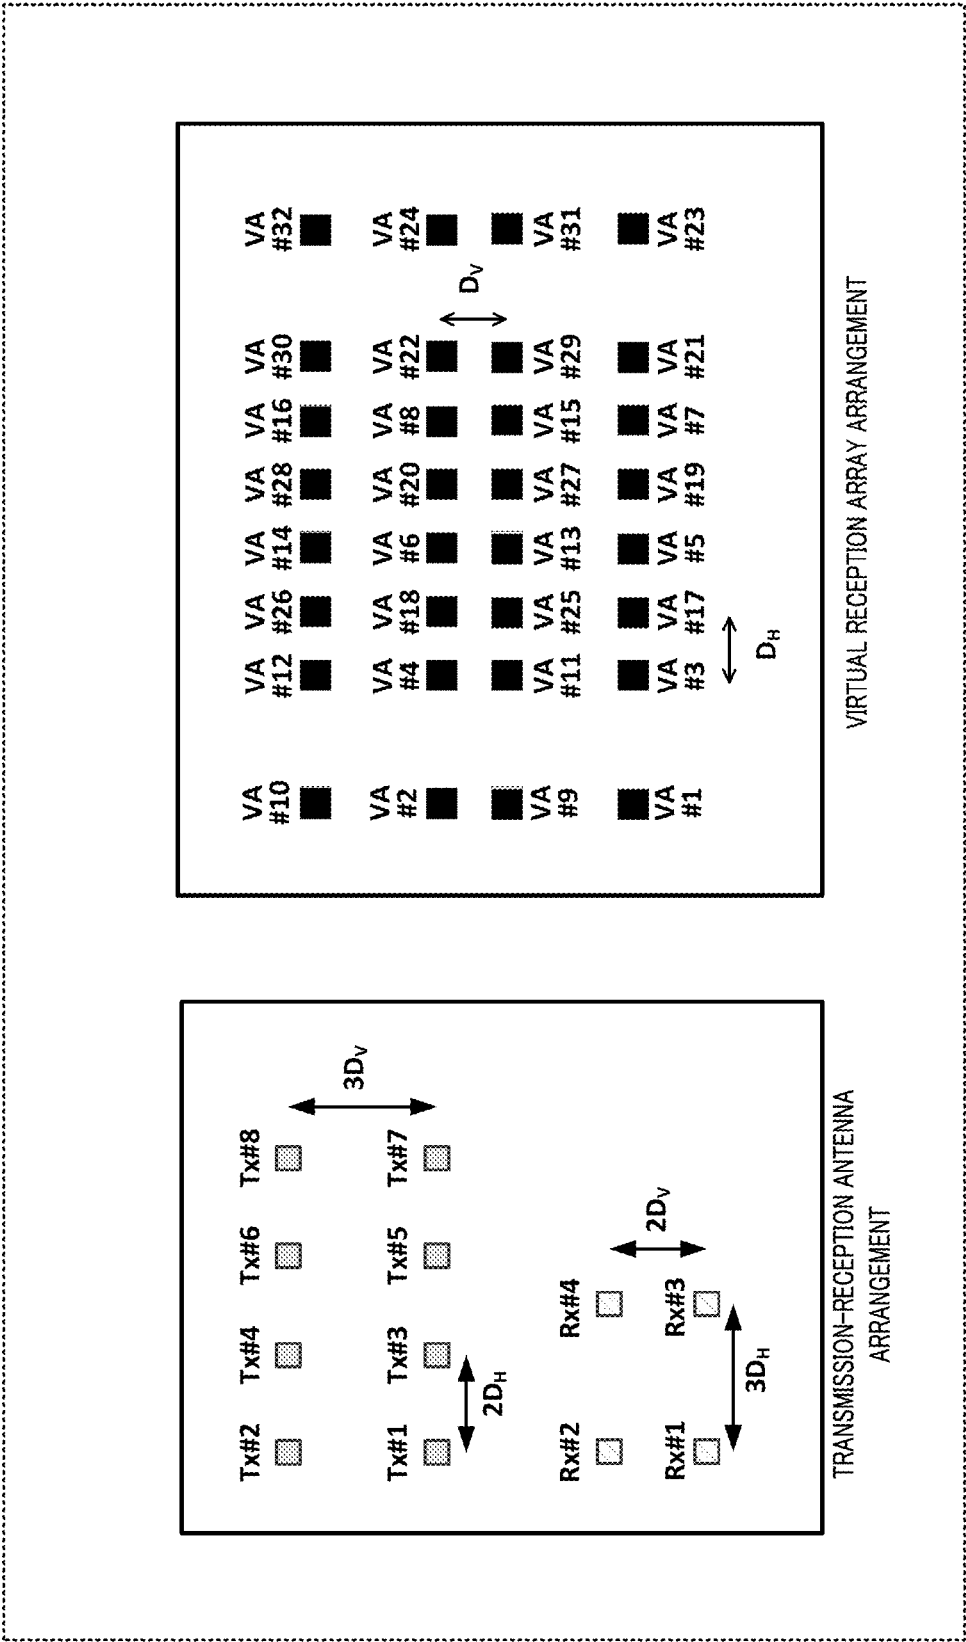 Tx#2
Tx#4
Tx#6
Tx#8
3DV
Tx#1
Tx#3
Tx#5
Tx#7
2DH
Rx#2
Rx#4
2DV
Rx#1
Rx#3
3DH
TRANSMISSION-RECEPTION ANTENNA
ARRANGEMENT
VA
#10
VA
#12
VA
#26
VA
#14
VA
#28
VA
#16
VA
#30
VA
#32
VA
#2
VA
#4
VA
#18
VA
#6
VA
#20
VA
#8
VA
#22
VA
#24
DV
VA
#9
VA
#11
VA
#25
VA
#13
VA
#27
VA
#15
VA
#29
VA
#31
VA
#1
VA
#3
VA
#17
VA
#5
VA
#19
VA
#7
VA
#21
VA
#23
DH
VIRTUAL RECEPTION ARRAY ARRANGEMENT